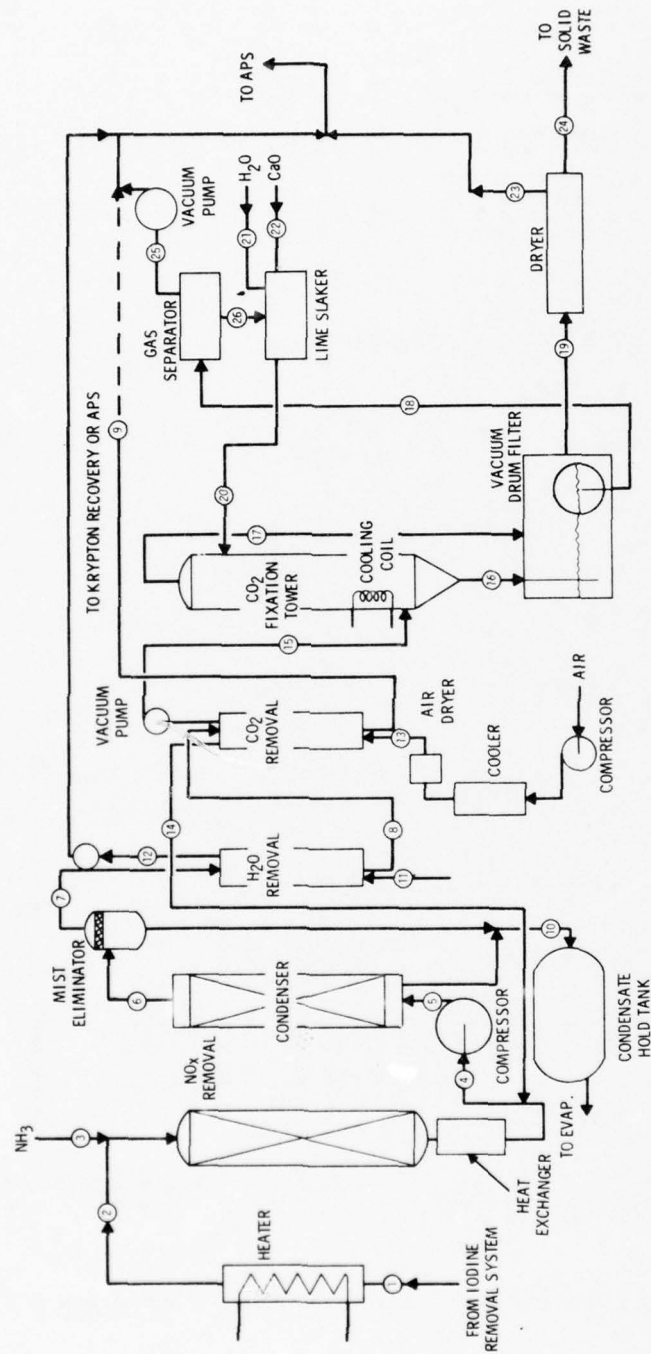 TO APS
TO
SOLID
WASTE
VACUUM
PUMP
H₂O
CaO
21
22
25
GAS
SEPARATOR
26
LIME SLAKER
23
24
DRYER
TO KRYPTON RECOVERY OR APS
9
18
19
VACUUM
DRUM FILTER
20
17
CO₂
FIXATION
TOWER
COOLING
COIL
16
15
VACUUM
PUMP
CO₂
REMOVAL
13
AIR
DRYER
COOLER
AIR
COMPRESSOR
14
8
12
H₂O
REMOVAL
11
7
MIST
ELIMINATOR
10
6
CONDENSER
5
COMPRESSOR
4
CONDENSATE
HOLD TANK
TO EVAP.
NOX
REMOVAL
NH₃
3
HEAT
EXCHANGER
2
HEATER
1
FROM IODINE
REMOVAL SYSTEM